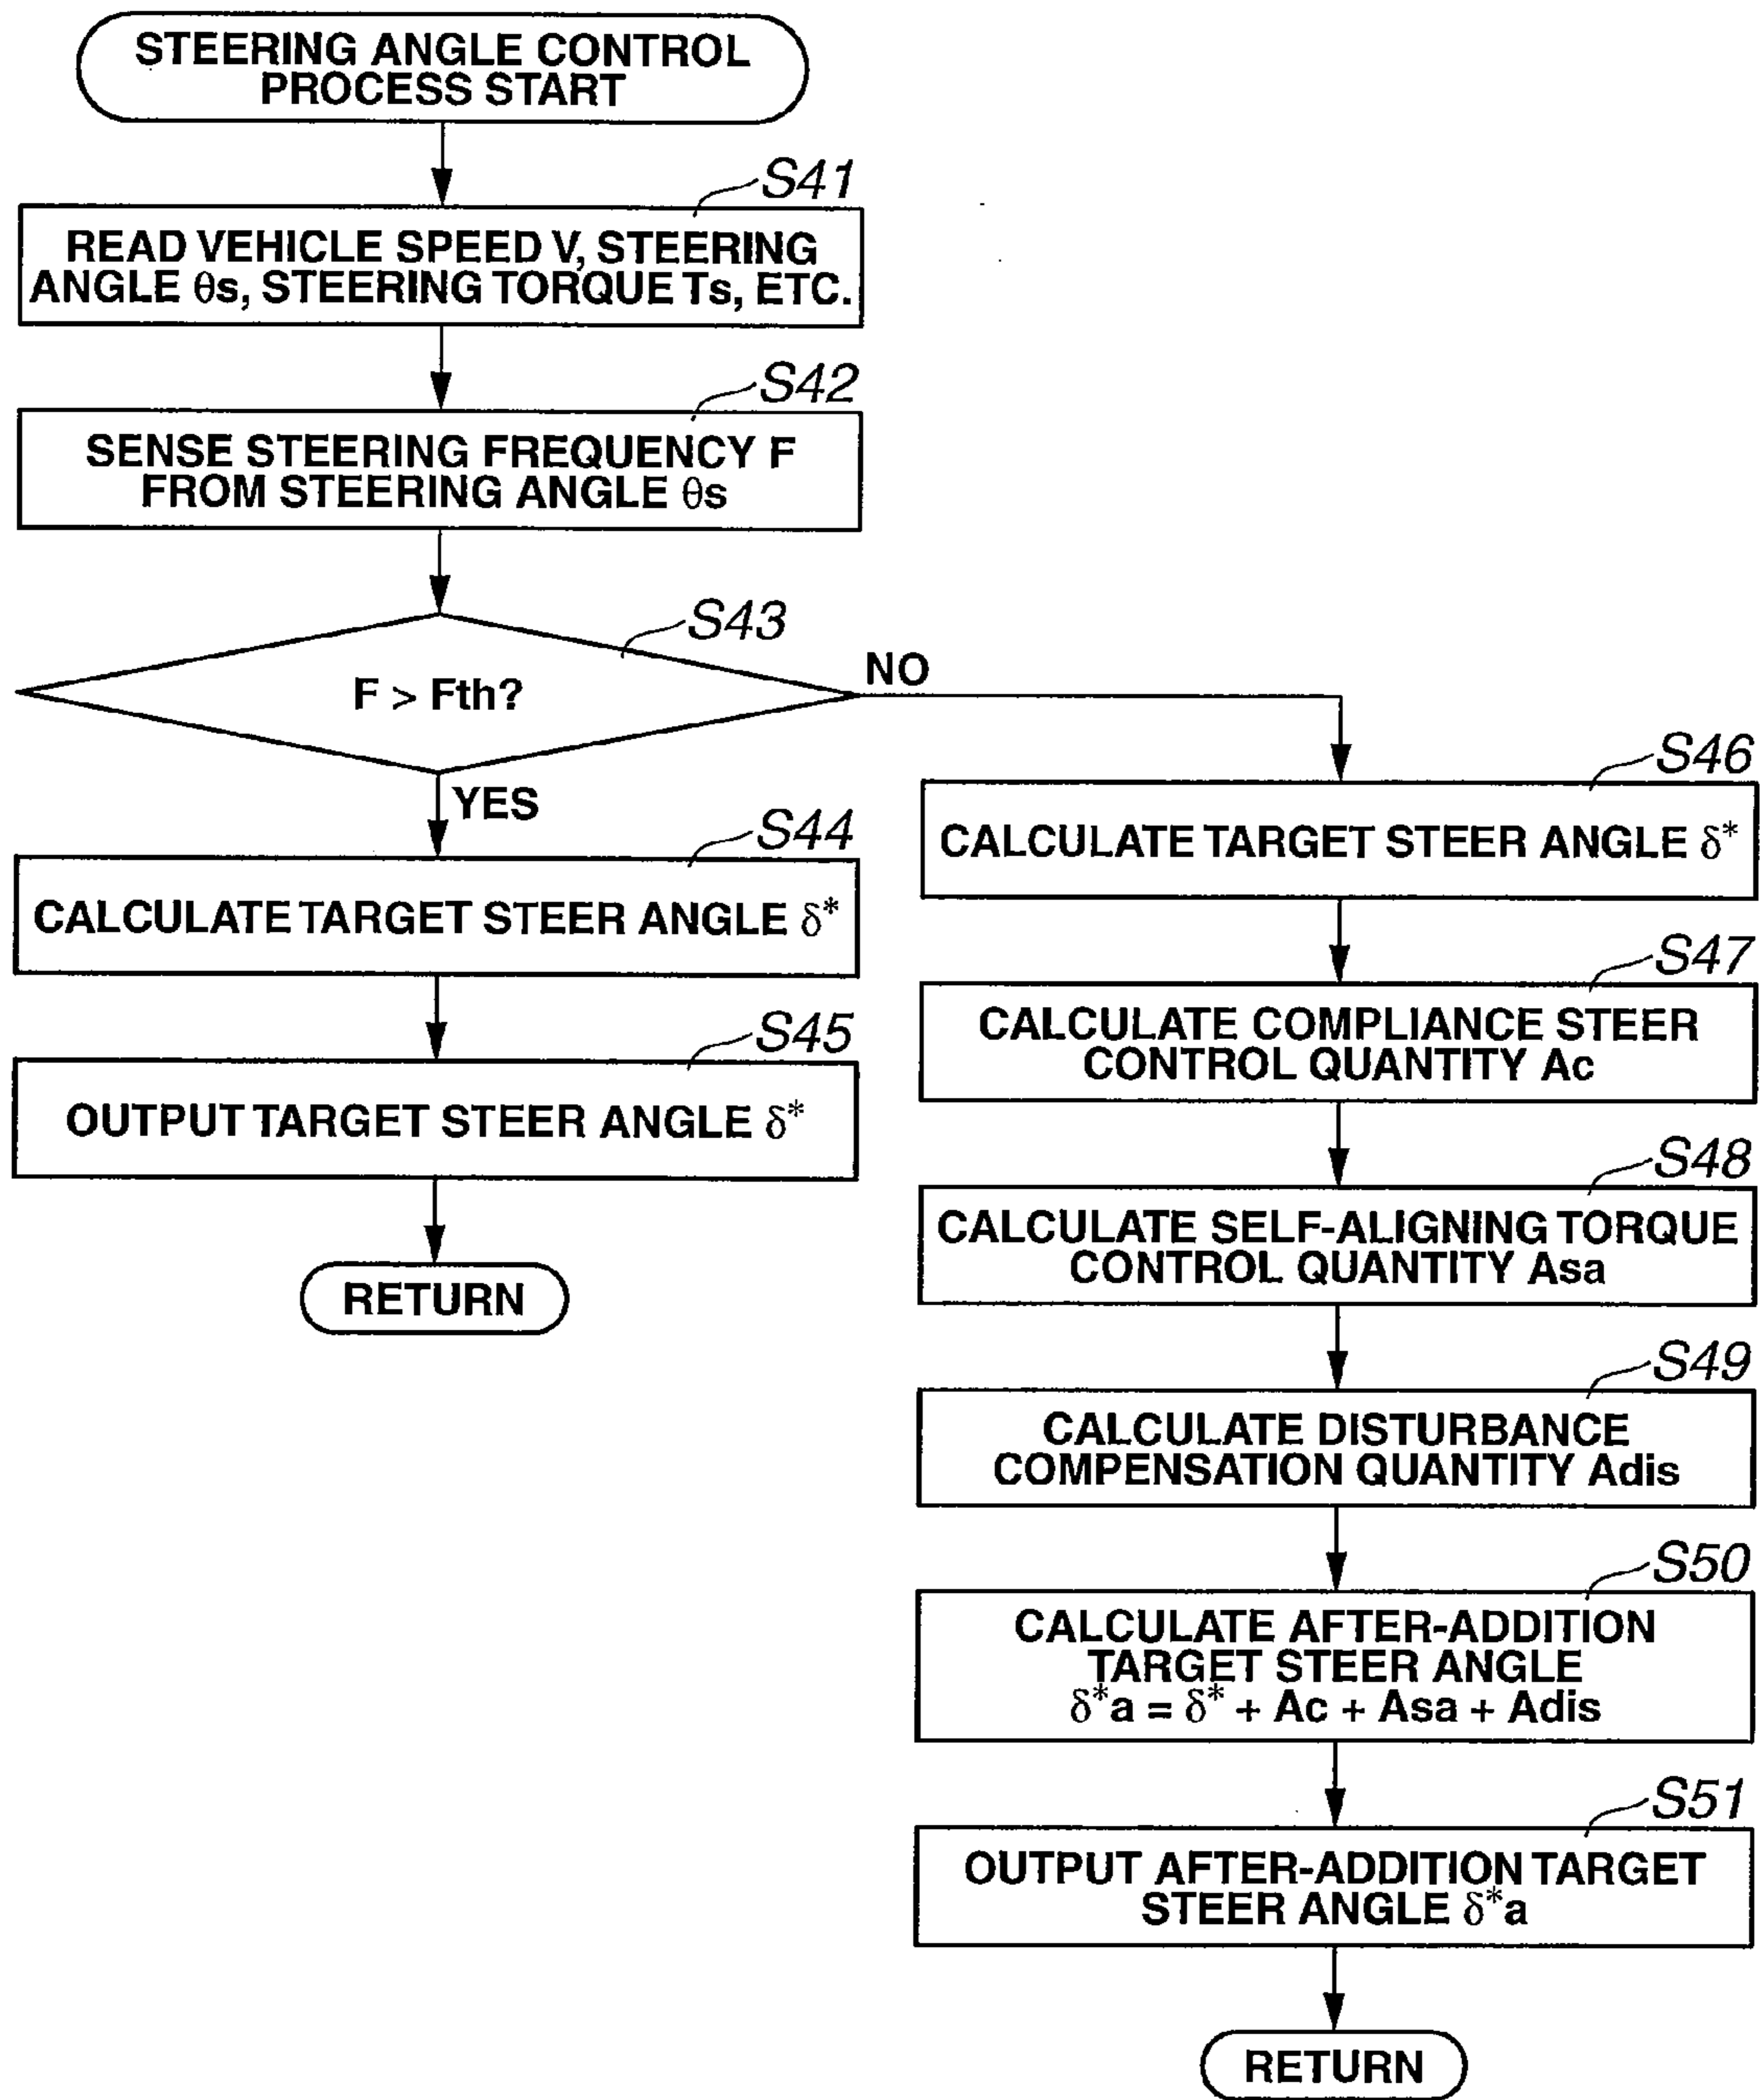 STEERING ANGLE CONTROL
PROCESS START
S41
READ VEHICLE SPEED V, STEERING
ANGLE θs, STEERING TORQUE Ts, ETC.
S42
SENSE STEERING FREQUENCY F
FROM STEERING ANGLE θs
S43
F > Fth?
NO
YES
S44
CALCULATE TARGET STEER ANGLE δ*
S45
OUTPUT TARGET STEER ANGLE δ*
RETURN
S46
CALCULATE TARGET STEER ANGLE δ*
S47
CALCULATE COMPLIANCE STEER
CONTROL QUANTITY Ac
S48
CALCULATE SELF-ALIGNING TORQUE
CONTROL QUANTITY Asa
S49
CALCULATE DISTURBANCE
COMPENSATION QUANTITY Adis
S50
CALCULATE AFTER-ADDITION
TARGET STEER ANGLE
δ*a = δ* + Ac + Asa + Adis
S51
OUTPUT AFTER-ADDITION TARGET
STEER ANGLE δ*a
RETURN